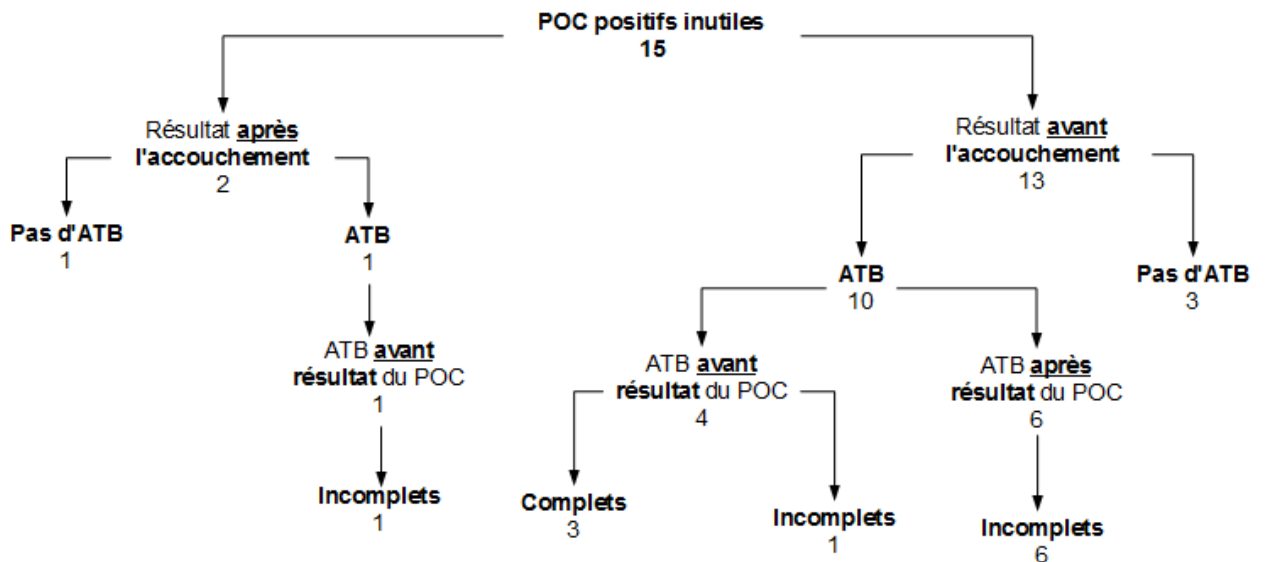 POC positifs inutiles
15
Résultat après
l'accouchement
2
Résultat avant
l'accouchement
13
Pas d'ATB
1
ATB
1
ATB
10
Pas d'ATB
3
ATB avant
résultat du POC
1
ATB avant
résultat du POC
4
ATB après
résultat du POC
6
Incomplets
1
Complets
3
Incomplets
1
Incomplets
6